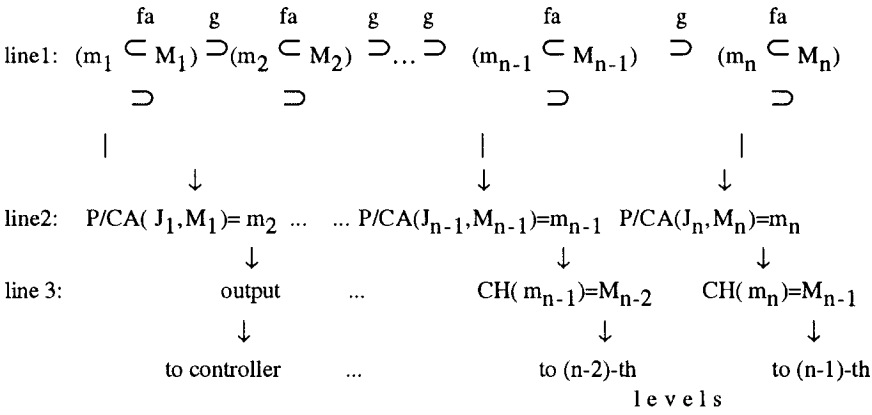 fa g fa g g fa g fa
line1: (m1 ⊂ M1) ⊃ (m2 ⊂ M2) ⊃ ... ⊃ (mn-1 ⊂ Mn-1) ⊃ (mn ⊂ Mn)
⊃ ⊃ ⊃ ⊃
| | |
↓ ↓ ↓
line2: P/CA( J1,M1)= m2 ... ... P/CA(Jn-1,Mn-1)=mn-1 P/CA(Jn,Mn)=mn
↓ ↓ ↓
line 3: output ... CH( mn-1)=Mn-2 CH( mn)=Mn-1
↓ ↓ ↓
to controller ... to (n-2)-th to (n-1)-th
l e v e l s